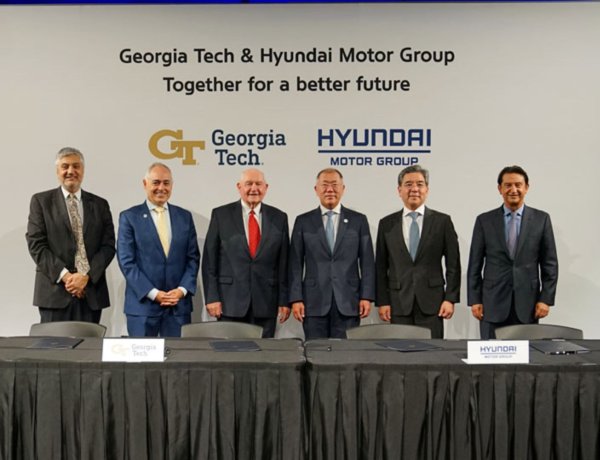 Georgia Tech & Hyundai Motor Group
Together for a better future
GT Georgia Tech.
HYUNDAI
MOTOR GROUP
GT Georgia Tech
HYUNDAI
MOTOR GROUP